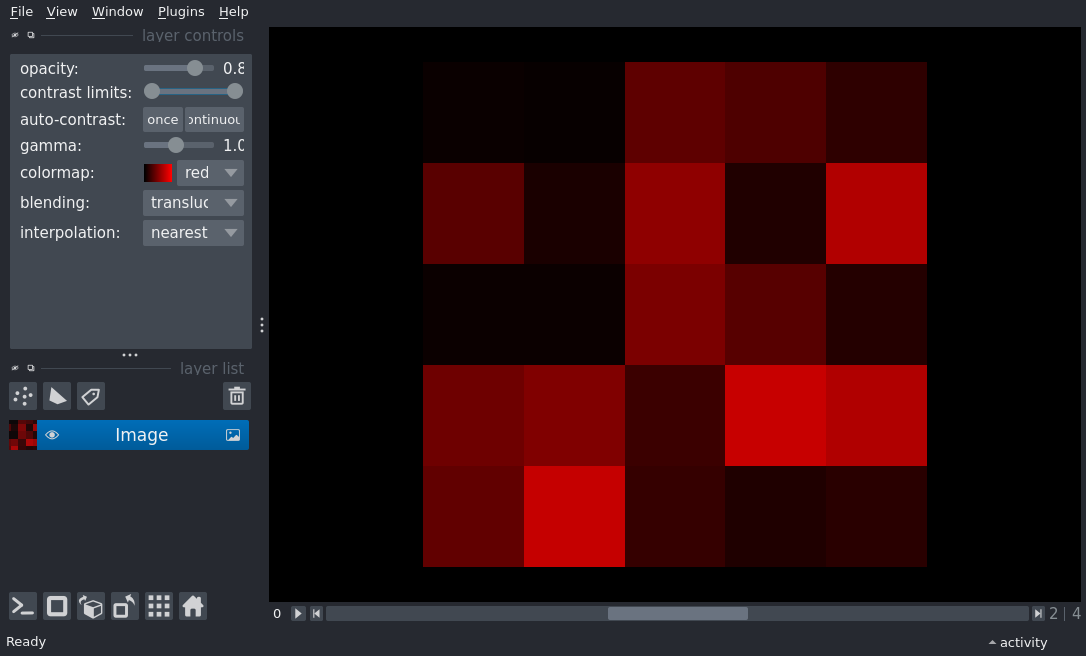 File View Window Plugins Help
layer controls
opacity: 0.8
contrast limits:
auto-contrast: once ontinuou
gamma: 1.0
colormap: red
blending: transluc
interpolation: nearest
layer list
Image
0 2 | 4
Ready activity